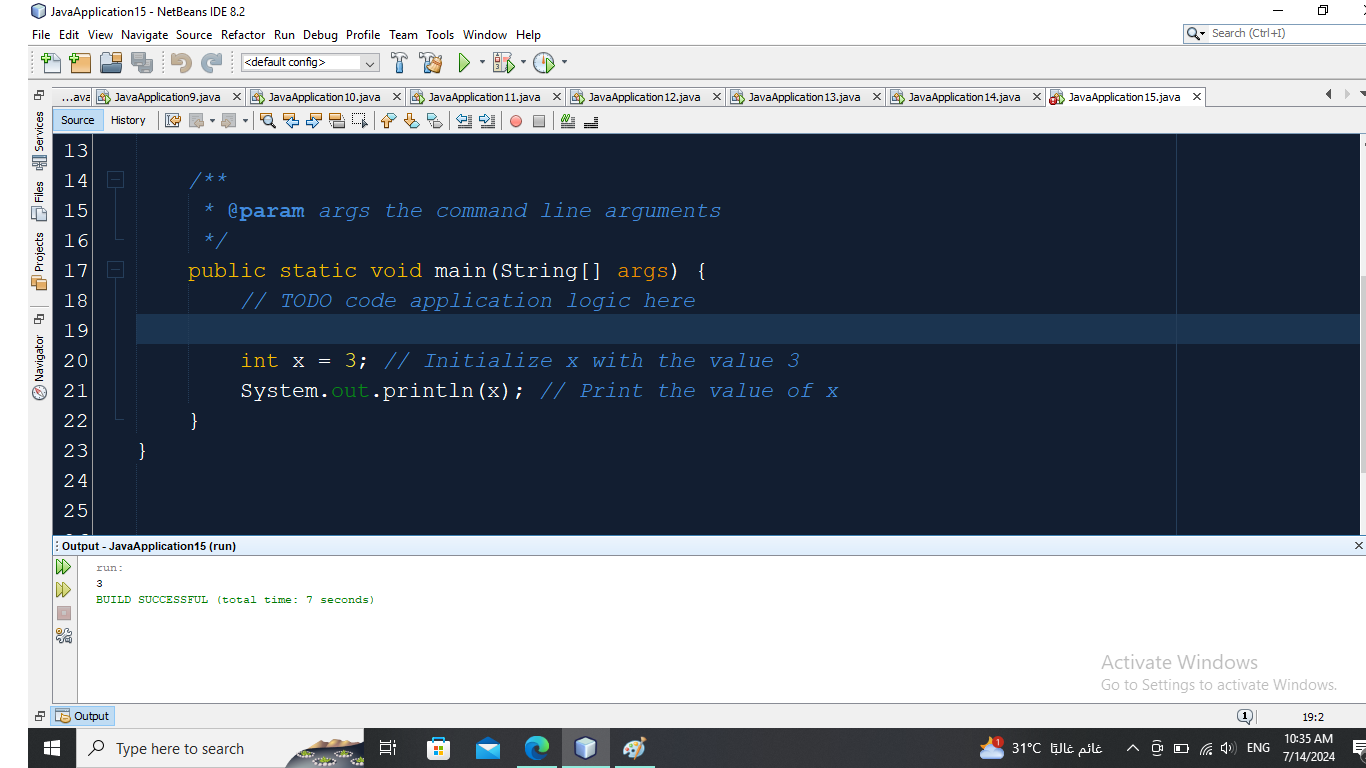 JavaApplication15 - NetBeans IDE 8.2
File Edit View Navigate Source Refactor Run Debug Profile Team Tools Window Help
Search (Ctrl+I)
<default config>
...ava JavaApplication9.java JavaApplication10.java JavaApplication11.java JavaApplication12.java JavaApplication13.java JavaApplication14.java JavaApplication15.java
Source History
Services
Files
Projects
Navigator
13
14 /**
15 * @param args the command line arguments
16 */
17 public static void main(String[] args) {
18 // TODO code application logic here
19
20 int x = 3; // Initialize x with the value 3
21 System.out.println(x); // Print the value of x
22 }
23 }
24
25
Output - JavaApplication15 (run)
run:
3
BUILD SUCCESSFUL (total time: 7 seconds)
Activate Windows
Go to Settings to activate Windows.
Output
1
19:2
Type here to search
1
31°C غائم غالبًا
ENG
10:35 AM
7/14/2024